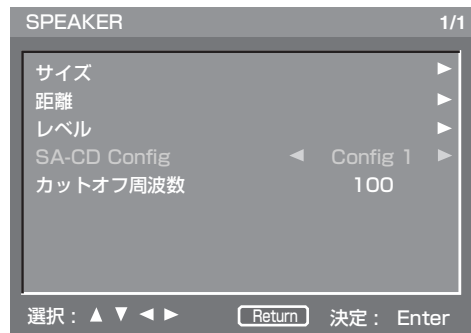 SPEAKER 1/1
サイズ ▶
距離 ▶
レベル ▶
SA-CD Config ◀ Config 1 ▶
カットオフ周波数 100
選択 : ▲ ▼ ◀ ▶ Return 決定 : Enter